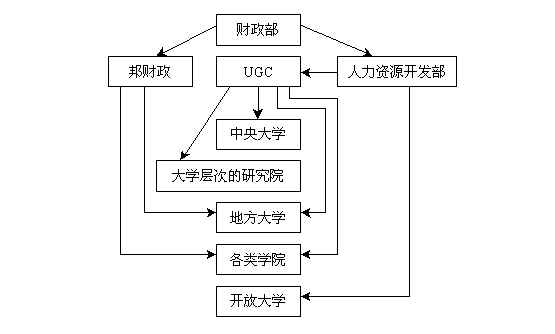 财政部
邦财政
UGC
人力资源开发部
中央大学
大学层次的研究院
地方大学
各类学院
开放大学